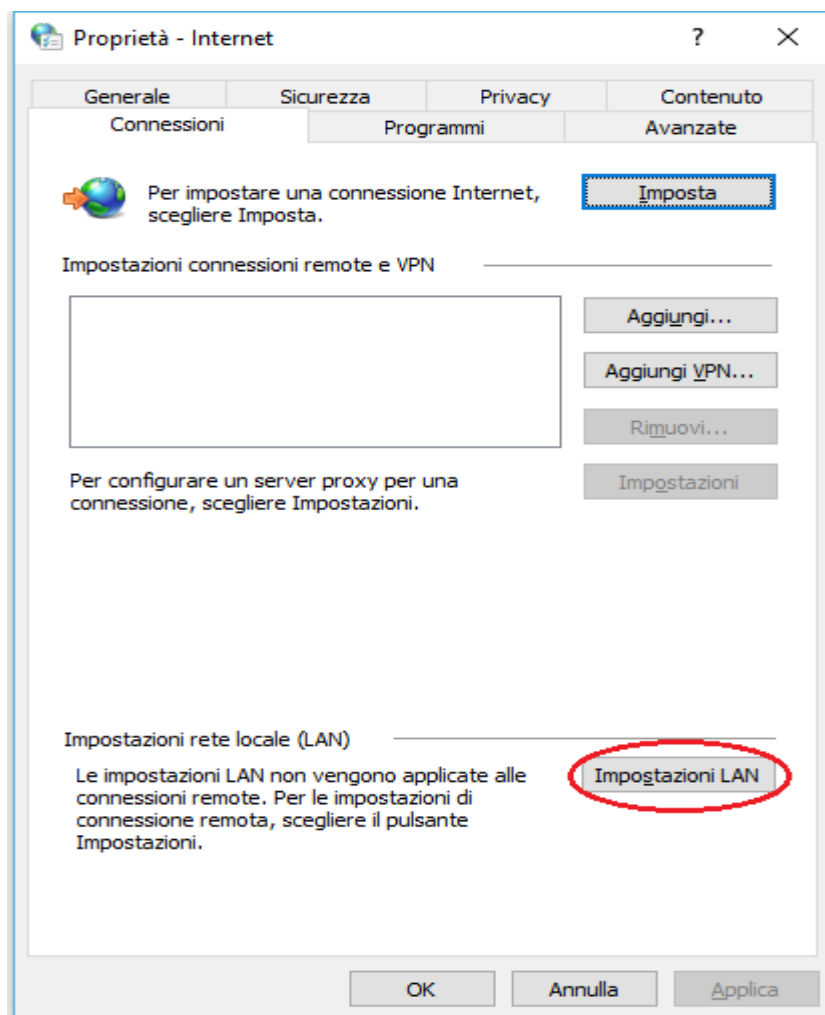 Proprietà - Internet
?
Generale
Sicurezza
Privacy
Contenuto
Connessioni
Programmi
Avanzate
Per impostare una connessione Internet,
scegliere Imposta.
Imposta
Impostazioni connessioni remote e VPN
Aggiungi...
Aggiungi VPN...
Rimuovi...
Impostazioni
Per configurare un server proxy per una
connessione, scegliere Impostazioni.
Impostazioni rete locale (LAN)
Le impostazioni LAN non vengono applicate alle
connessioni remote. Per le impostazioni di
connessione remota, scegliere il pulsante
Impostazioni.
Impostazioni LAN
OK
Annulla
Applica